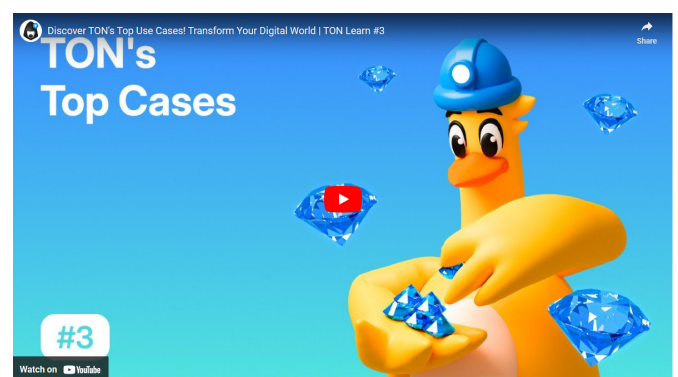 Discover TON's Top Use Cases! Transform Your Digital World | TON Learn #3
Share
TON's
Top Cases
#3
Watch on YouTube